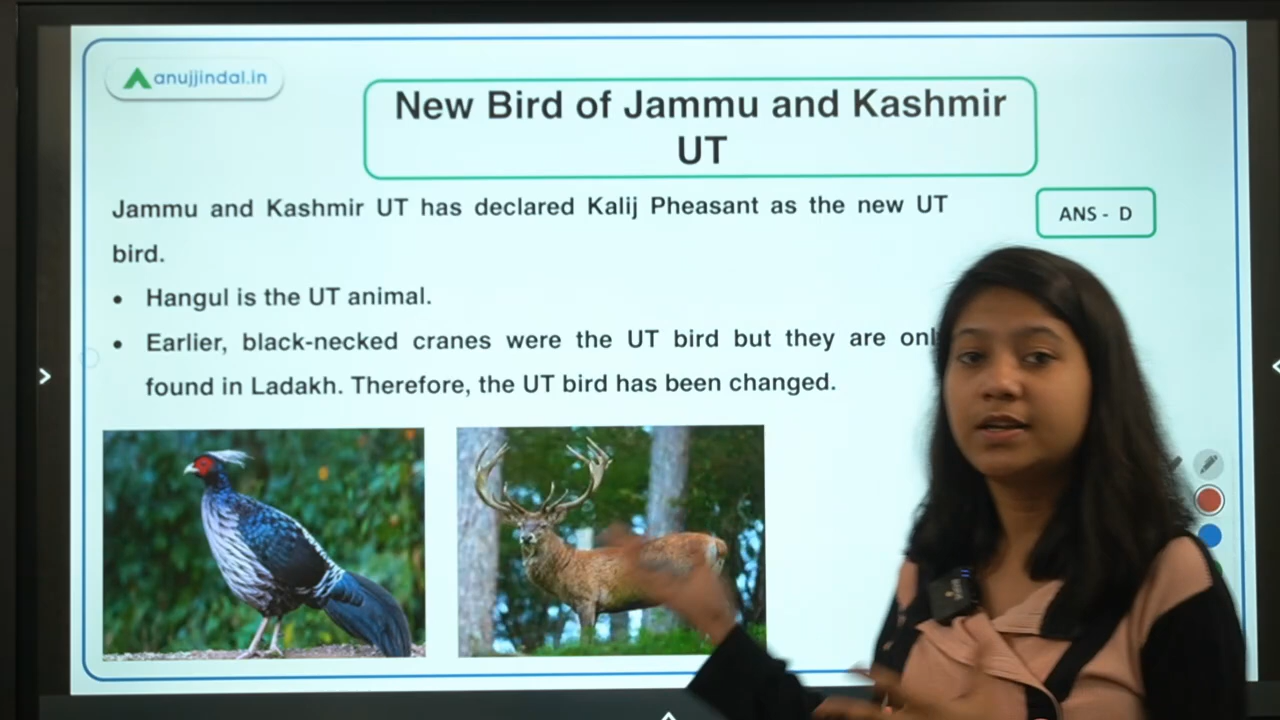 anujjindal.in
New Bird of Jammu and Kashmir
UT
Jammu and Kashmir UT has declared Kalij Pheasant as the new UT
bird.
ANS - D
• Hangul is the UT animal.
• Earlier, black-necked cranes were the UT bird but they are onl
found in Ladakh. Therefore, the UT bird has been changed.